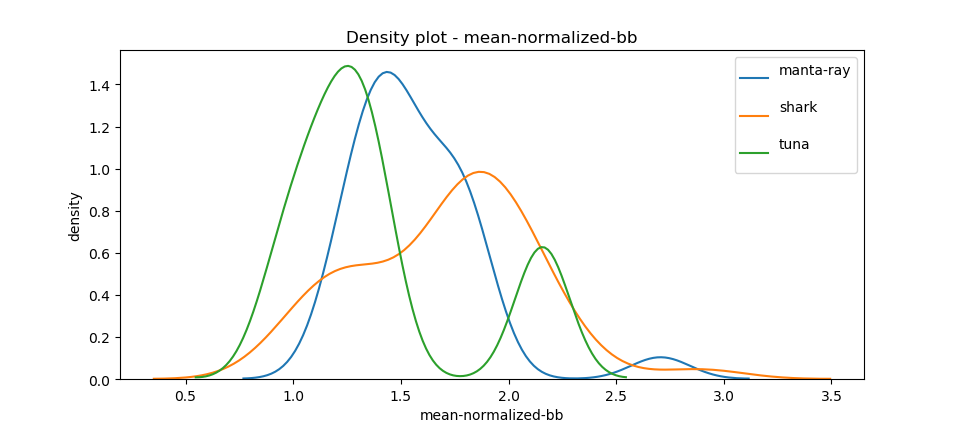 Density plot - mean-normalized-bb
manta-ray
shark
tuna
density
1.4
1.2
1.0
0.8
0.6
0.4
0.2
0.0
0.5
1.0
1.5
2.0
2.5
3.0
3.5
mean-normalized-bb